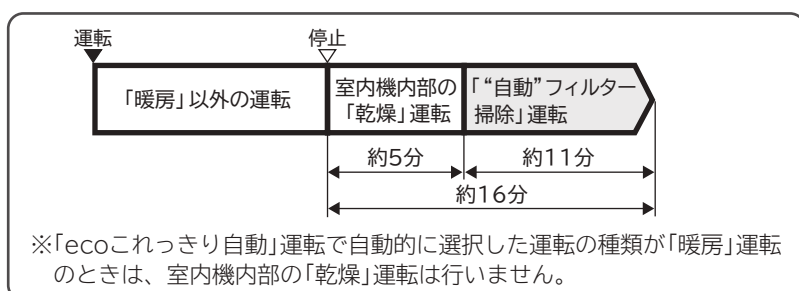 運転
停止
「暖房」以外の運転
室内機内部の
「乾燥」運転
「“自動”フィルター
掃除」運転
約5分
約11分
約16分
※「ecoこれっきり自動」運転で自動的に選択した運転の種類が「暖房」運転
のときは、室内機内部の「乾燥」運転は行いません。